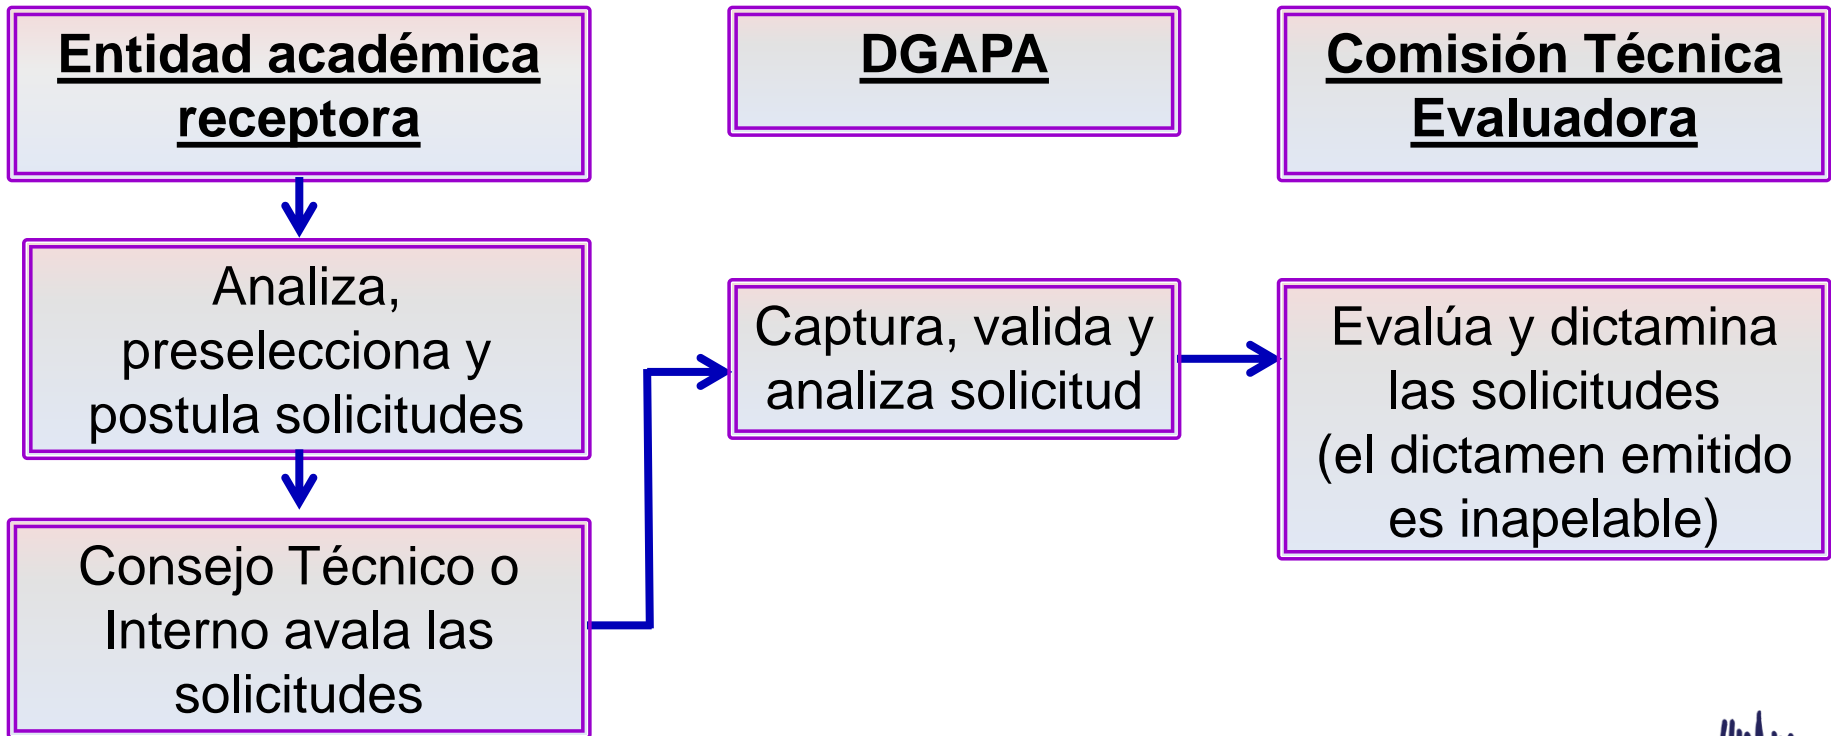 Entidad académica
receptora
Analiza,
preselecciona y
postula solicitudes
Consejo Técnico o
Interno avala las
solicitudes
DGAPA
Captura, valida y
analiza solicitud
Comisión Técnica
Evaluadora
Evalúa y dictamina
las solicitudes
(el dictamen emitido
es inapelable)